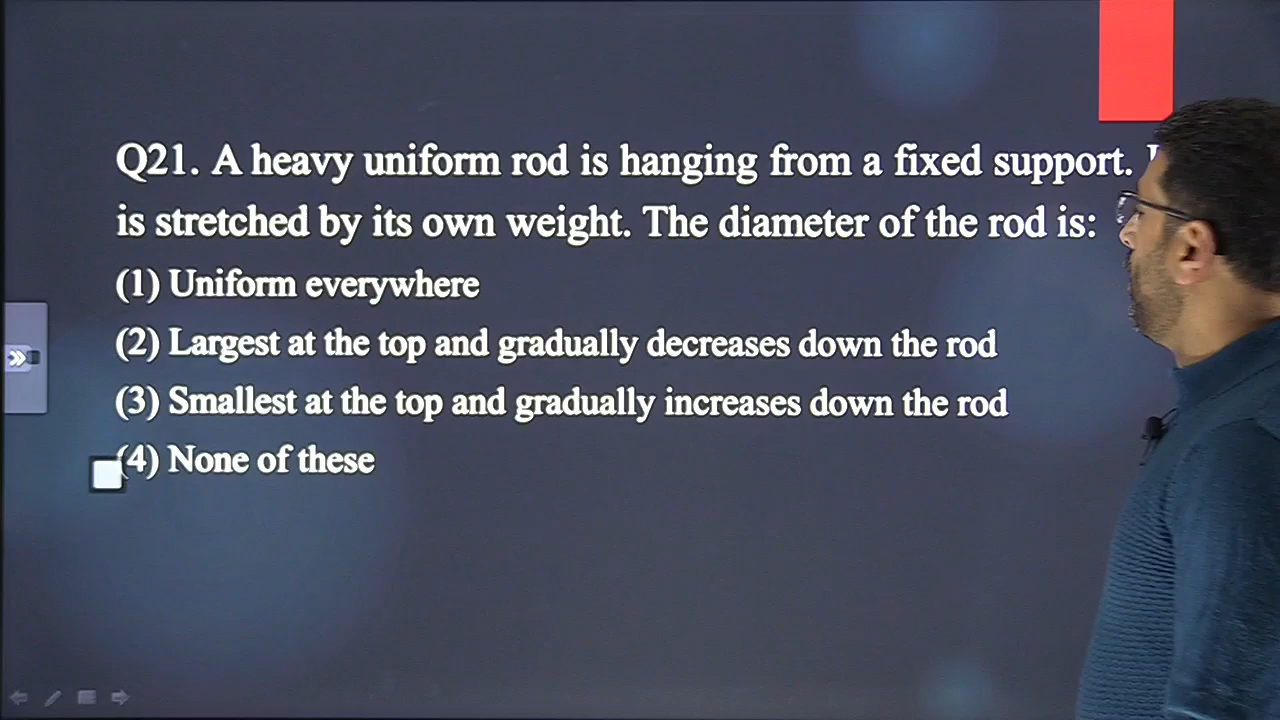 Q21. A heavy uniform rod is hanging from a fixed support.
is stretched by its own weight. The diameter of the rod is:
(1) Uniform everywhere
(2) Largest at the top and gradually decreases down the rod
(3) Smallest at the top and gradually increases down the rod
(4) None of these